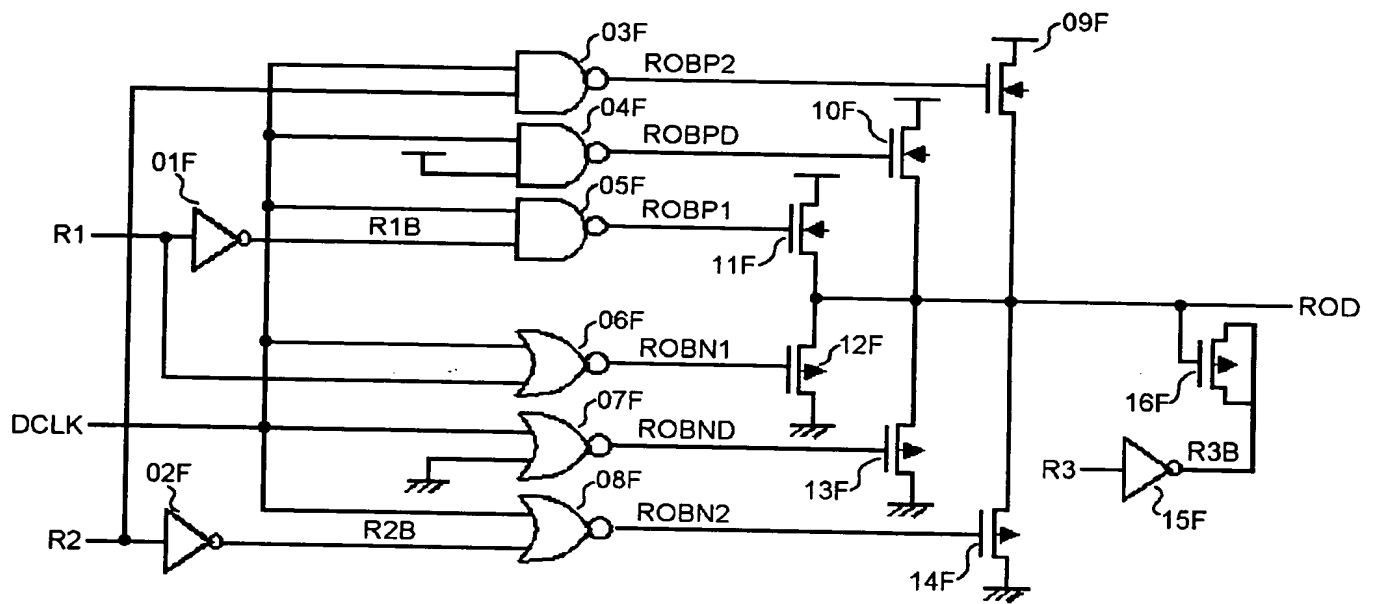 03F
ROBP2
09F
04F
10F
ROBPD
01F
05F
R1
R1B
ROBP1
11F
ROD
06F
ROBN1
12F
16F
07F
DCLK
ROBND
R3
R3B
02F
13F
08F
15F
R2
R2B
ROBN2
14F